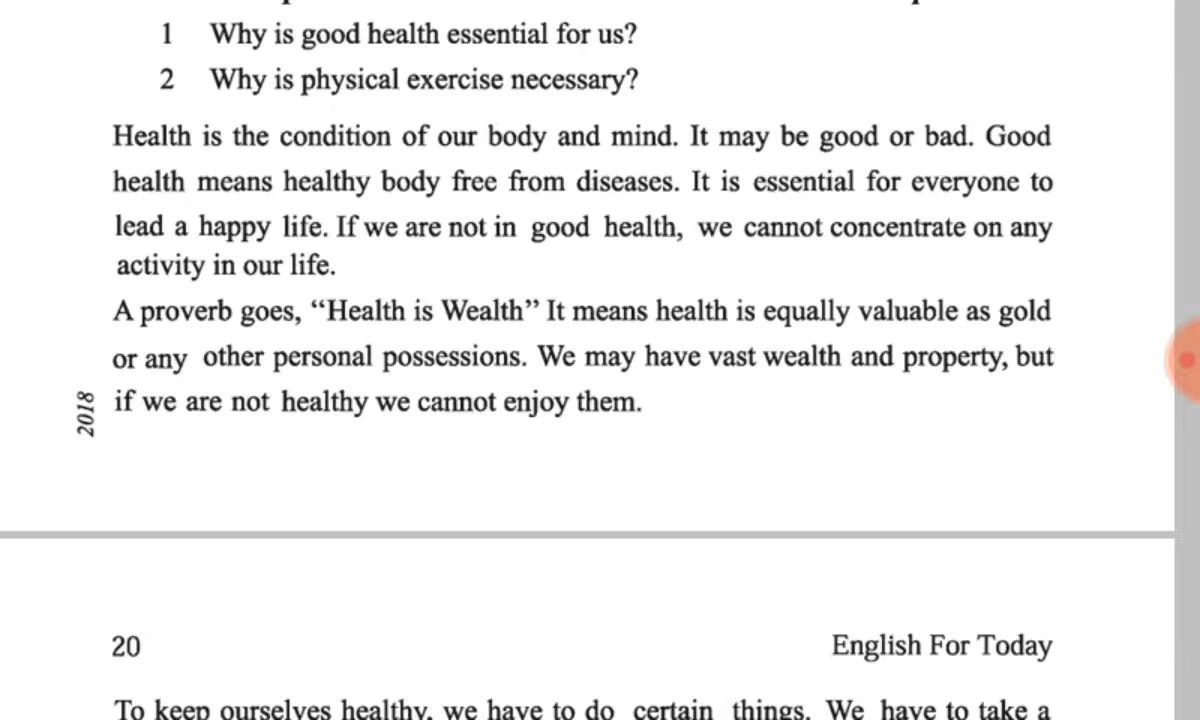 1 Why is good health essential for us?
2 Why is physical exercise necessary?
Health is the condition of our body and mind. It may be good or bad. Good
health means healthy body free from diseases. It is essential for everyone to
lead a happy life. If we are not in good health, we cannot concentrate on any
activity in our life.
A proverb goes, “Health is Wealth” It means health is equally valuable as gold
or any other personal possessions. We may have vast wealth and property, but
if we are not healthy we cannot enjoy them.
2018
20 English For Today
To keep ourselves healthy, we have to do certain things. We have to take a